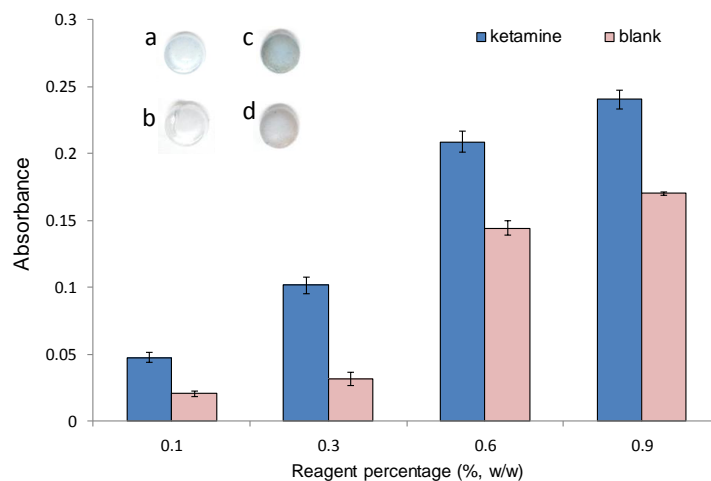 0.3
a
c
ketamine
blank
0.25
b
d
0.2
Absorbance
0.15
0.1
0.05
0
0.1 0.3 0.6 0.9
Reagent percentage (%, w/w)